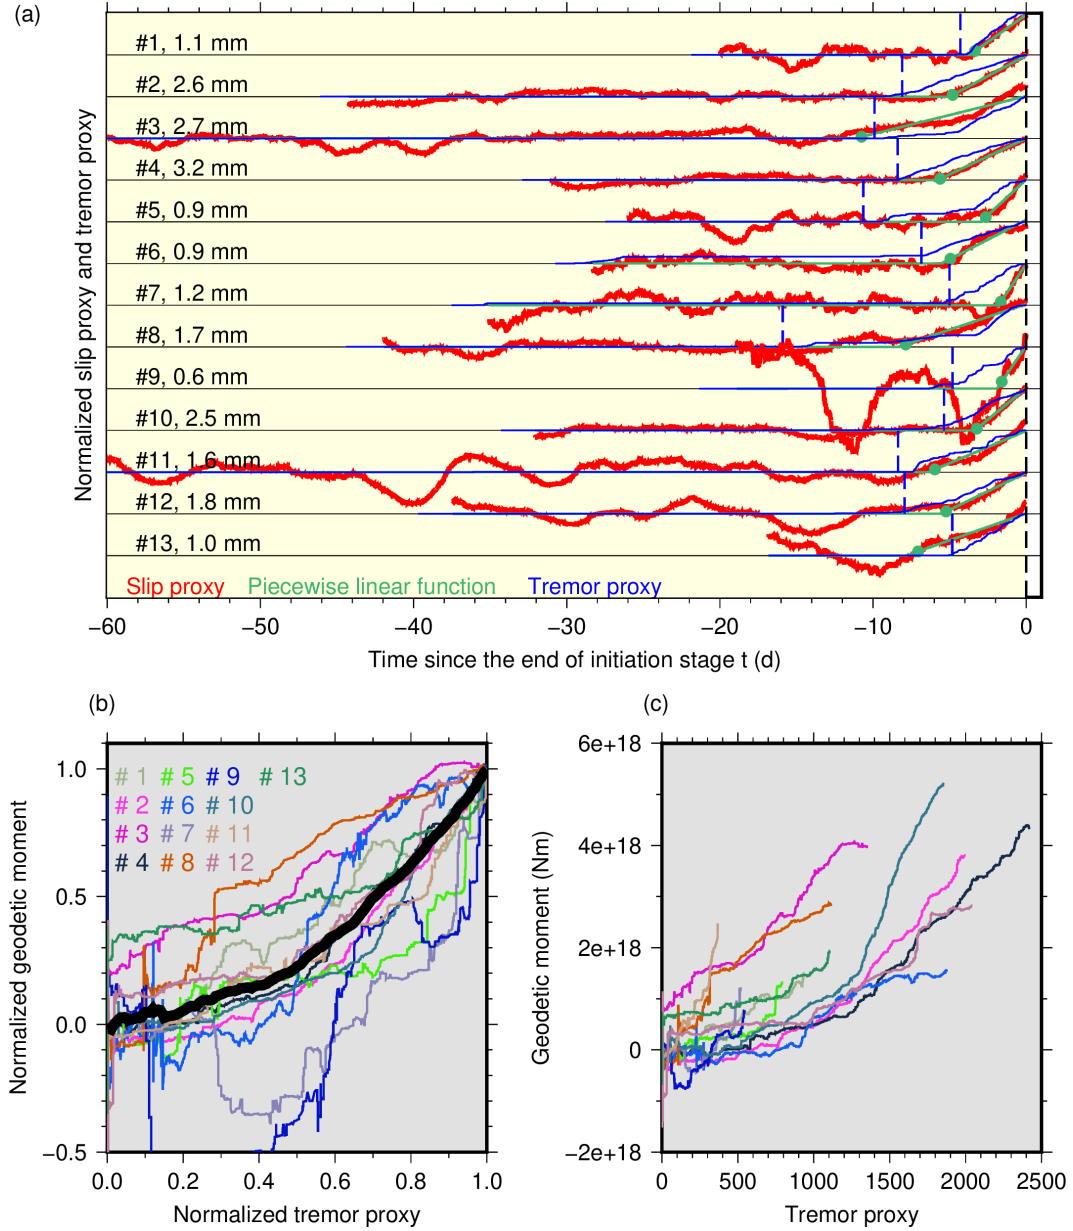 (a)
Normalized slip proxy and tremor proxy
#1, 1.1 mm
#2, 2.6 mm
#3, 2.7 mm
#4, 3.2 mm
#5, 0.9 mm
#6, 0.9 mm
#7, 1.2 mm
#8, 1.7 mm
#9, 0.6 mm
#10, 2.5 mm
#11, 1.6 mm
#12, 1.8 mm
#13, 1.0 mm
Slip proxy Piecewise linear function Tremor proxy
−60 −50 −40 −30 −20 −10 0
Time since the end of initiation stage t (d)
(b)
Normalized geodetic moment
1.0
0.5
0.0
−0.5
# 1 # 5 # 9 # 13
# 2 # 6 # 10
# 3 # 7 # 11
# 4 # 8 # 12
0.0 0.2 0.4 0.6 0.8 1.0
Normalized tremor proxy
(c)
Geodetic moment (Nm)
6e+18
4e+18
2e+18
0
−2e+18
0 500 1000 1500 2000 2500
Tremor proxy